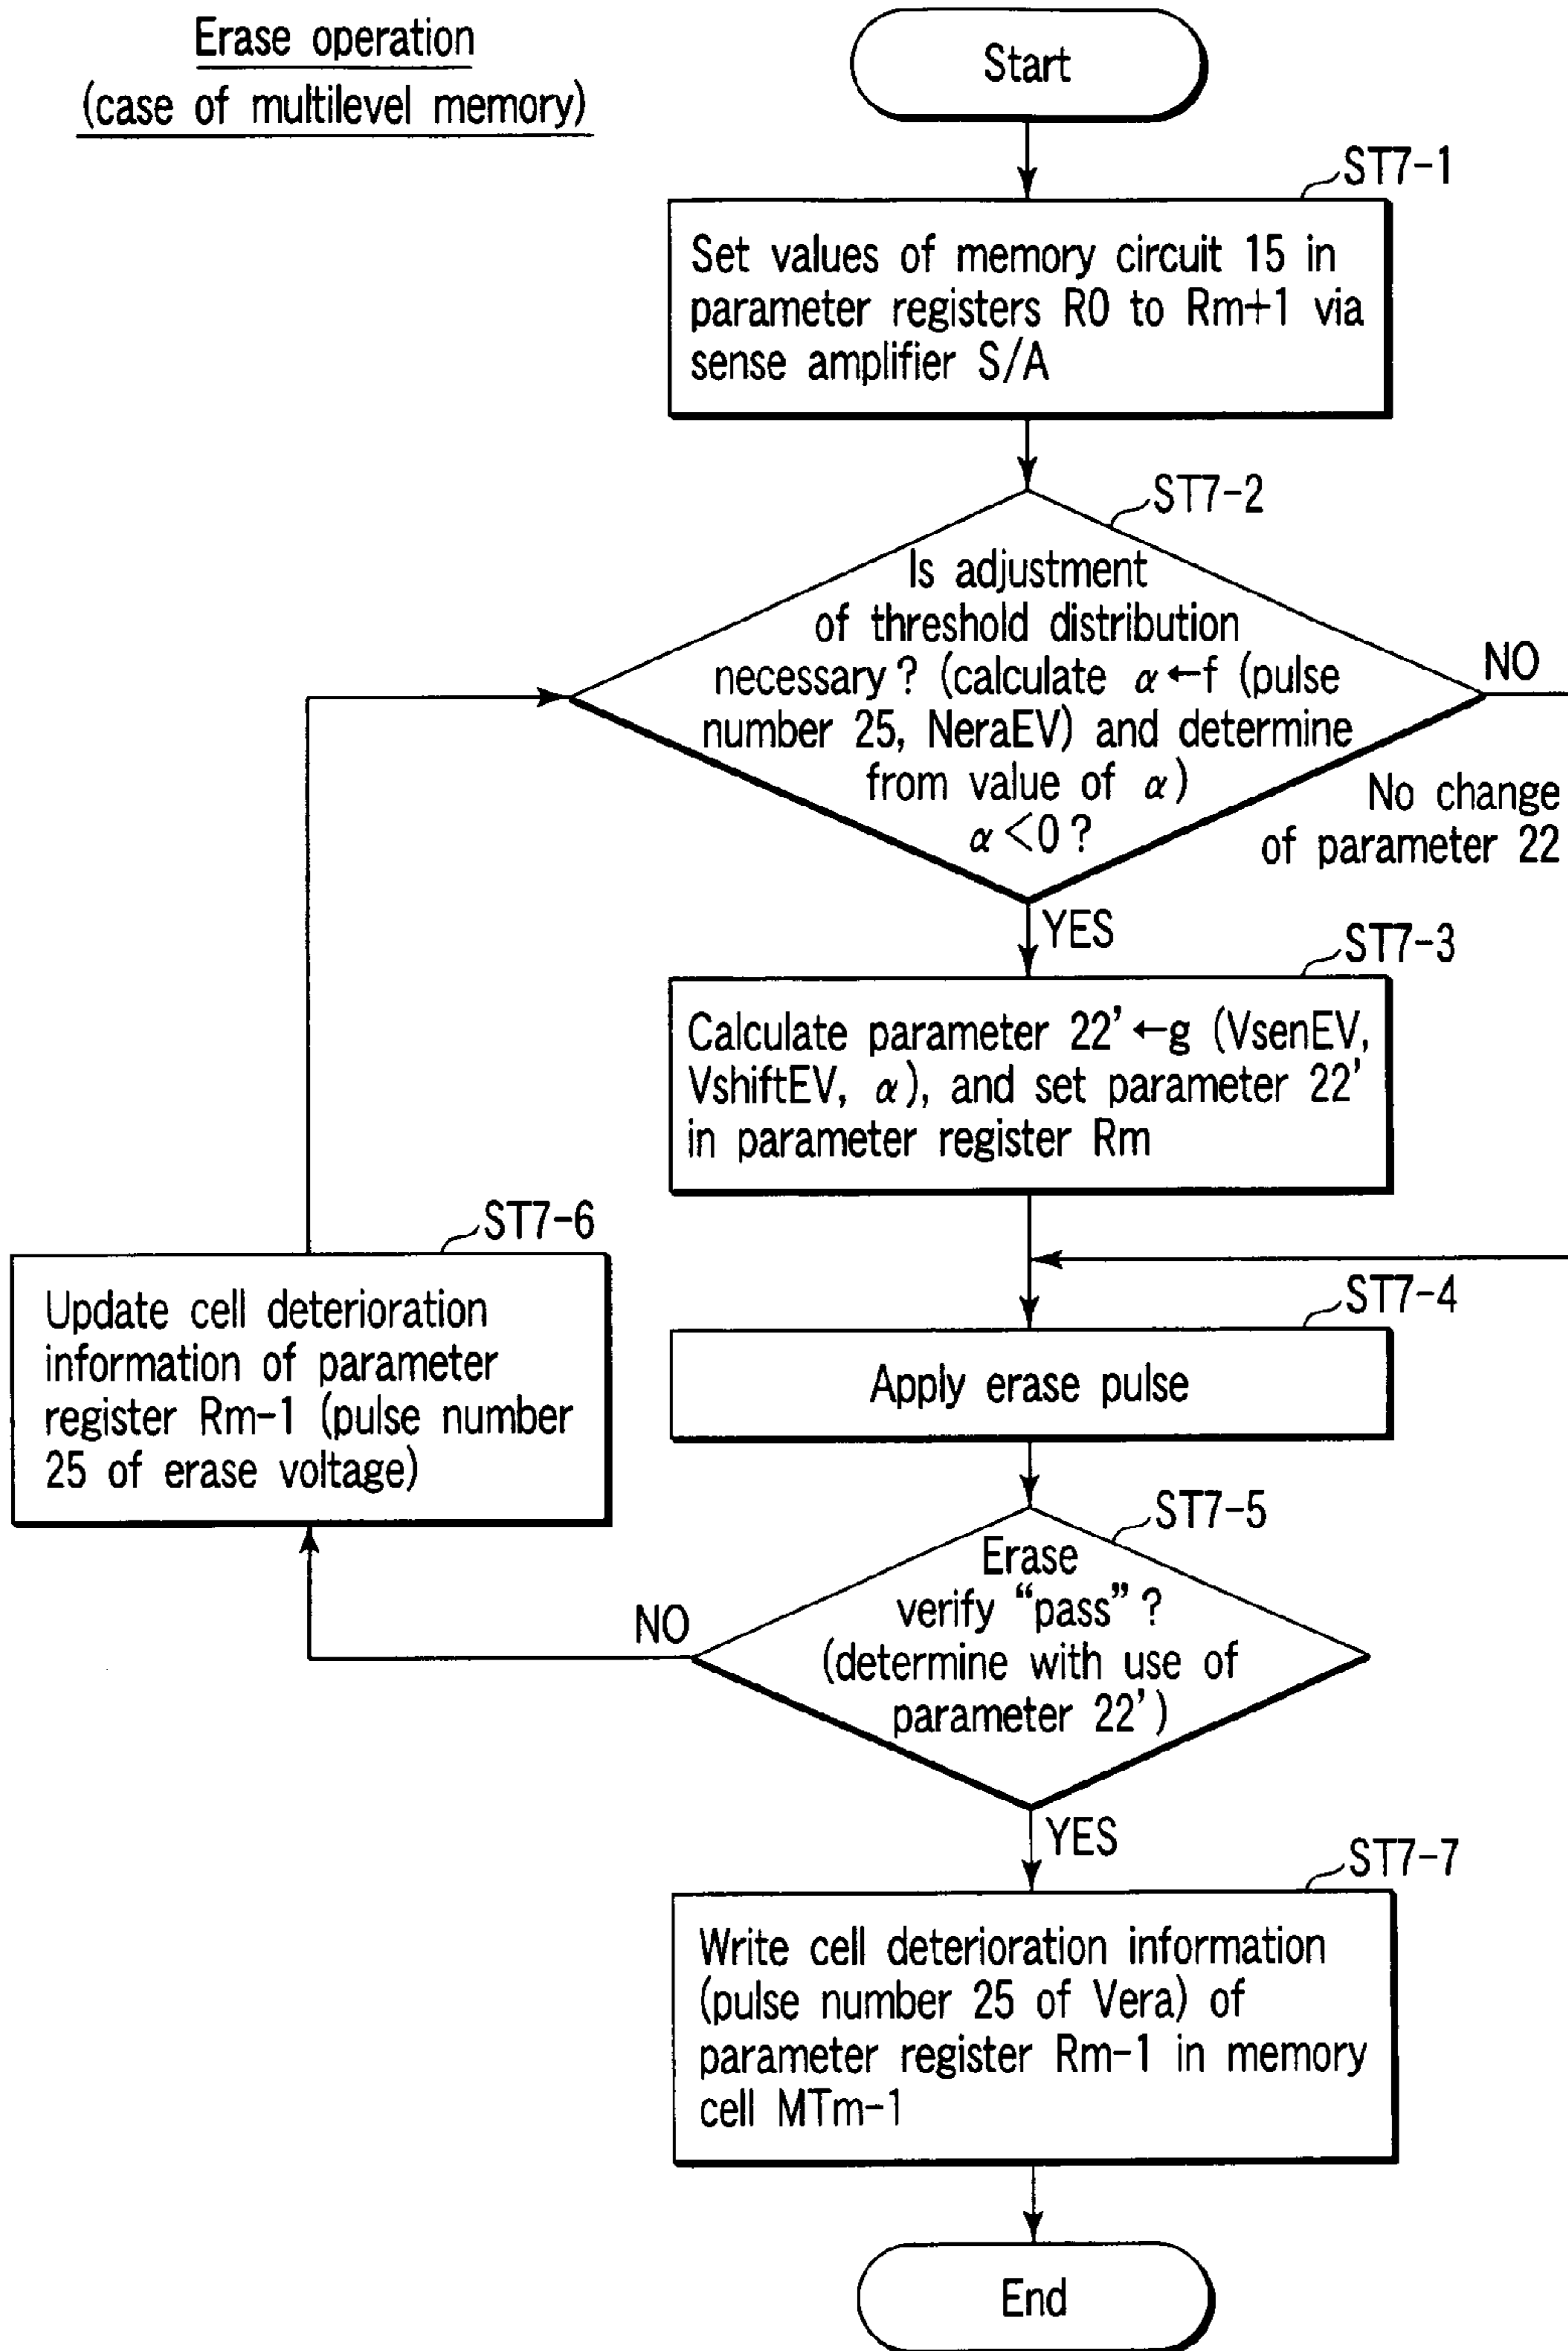 Erase operation
(case of multilevel memory)
Start
ST7-1
Set values of memory circuit 15 in
parameter registers R0 to Rm+1 via
sense amplifier S/A
ST7-2
Is adjustment
of threshold distribution
necessary ? (calculate α←f (pulse
number 25, NeraEV) and determine
from value of α)
α<0 ?
NO
No change
of parameter 22
YES
ST7-3
Calculate parameter 22'←g (VsenEV,
VshiftEV, α), and set parameter 22'
in parameter register Rm
ST7-4
Apply erase pulse
ST7-5
Erase
verify “pass” ?
(determine with use of
parameter 22')
NO
ST7-6
Update cell deterioration
information of parameter
register Rm-1 (pulse number
25 of erase voltage)
YES
ST7-7
Write cell deterioration information
(pulse number 25 of Vera) of
parameter register Rm-1 in memory
cell MTm-1
End